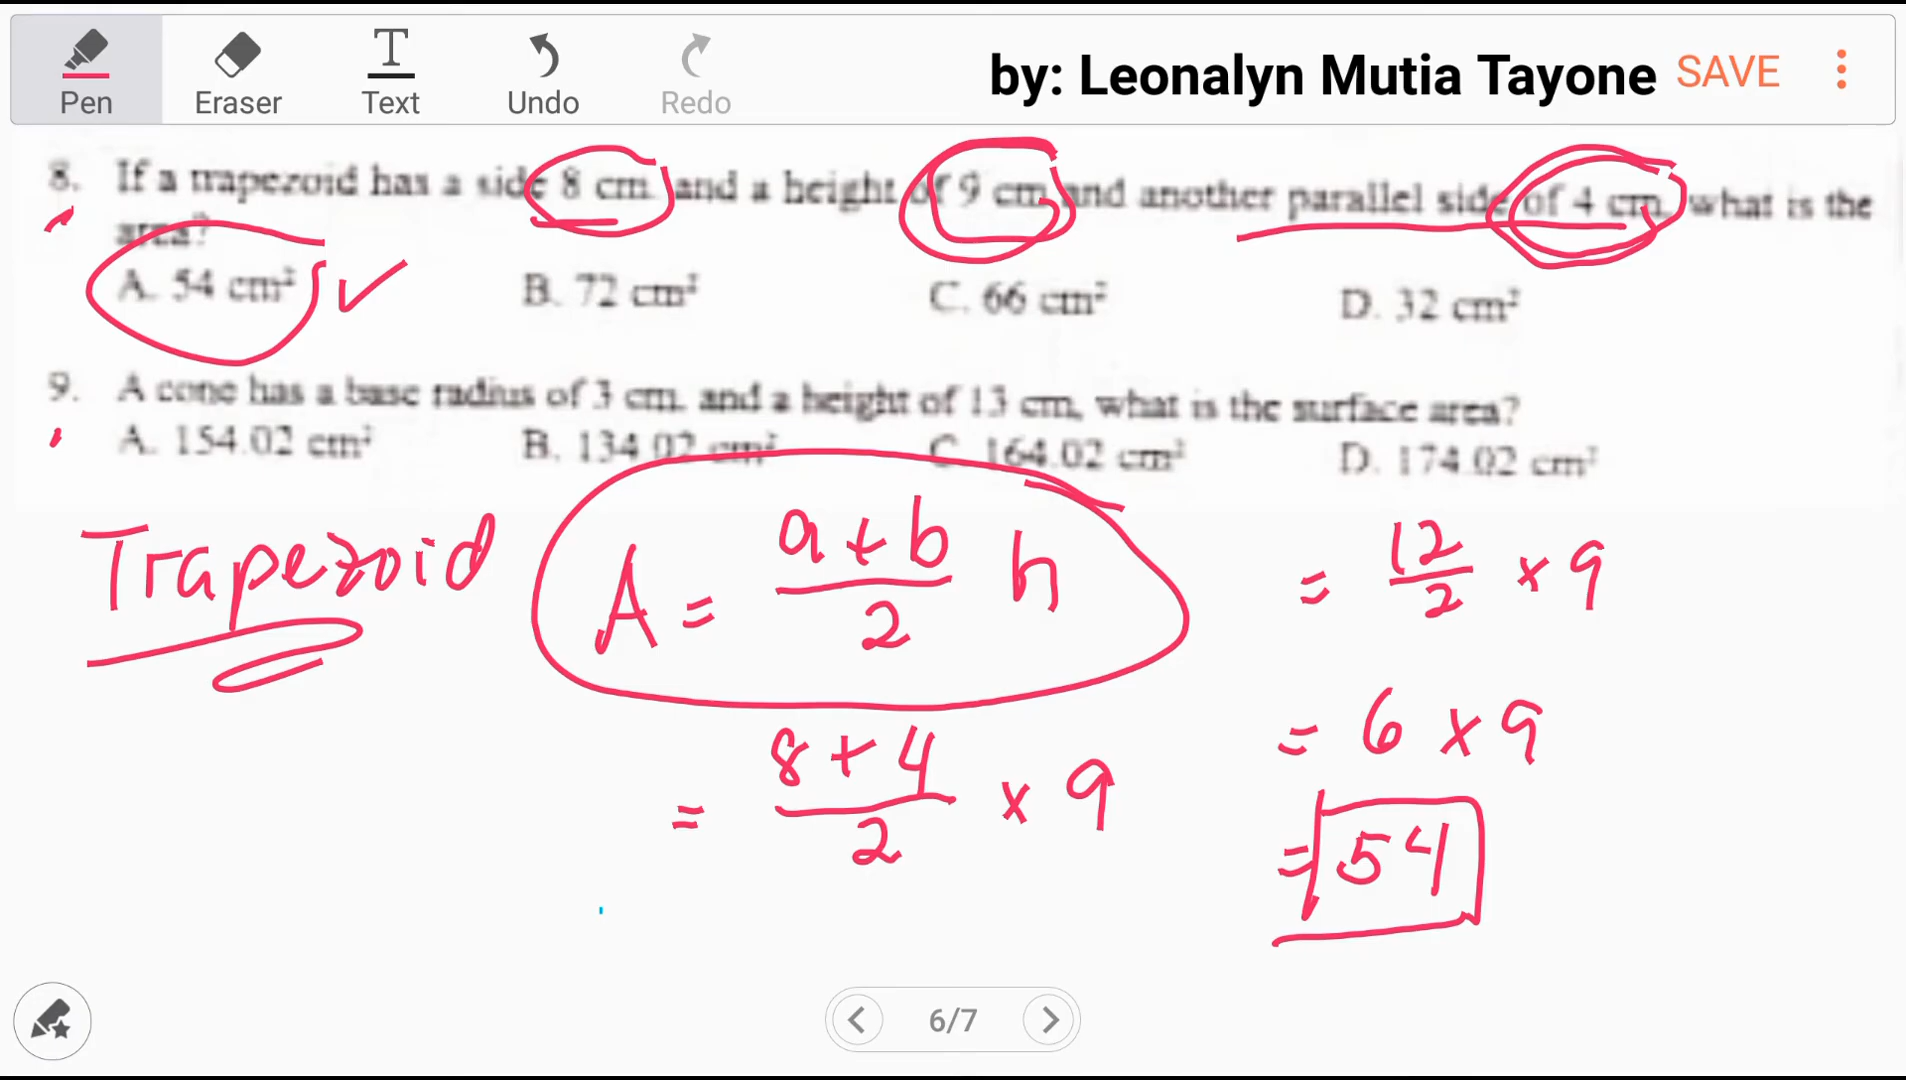 Pen Eraser Text Undo Redo by: Leonalyn Mutia Tayone SAVE
8. If a trapezoid has a side 8 cm. and a height of 9 cm, and another parallel side of 4 cm, what is the
area?
A. 54 cm² B. 72 cm² C. 66 cm² D. 32 cm²
9. A cone has a base radius of 3 cm. and a height of 13 cm, what is the surface area?
A. 154.02 cm² B. 134.02 cm² C. 164.02 cm² D. 174.02 cm²
Trapezoid
A = a+b/2 h
= 8+4/2 × 9
= 12/2 × 9
= 6 × 9
= 54
6/7